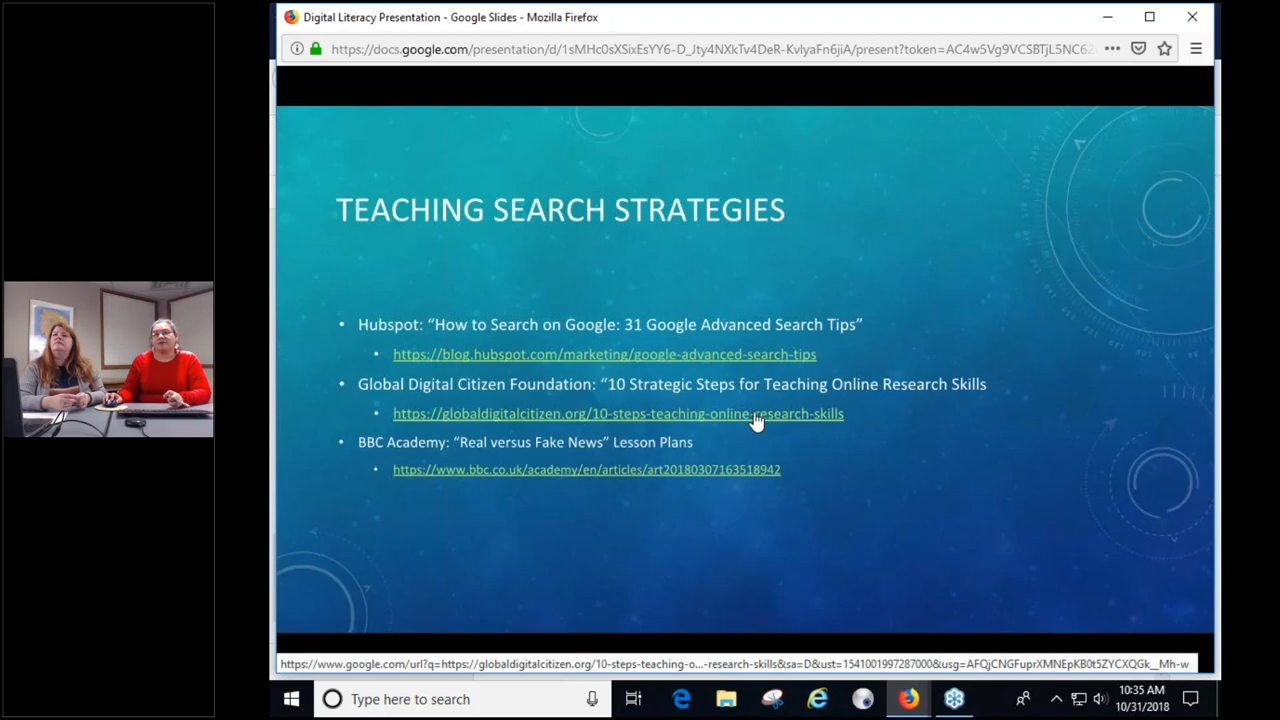 Digital Literacy Presentation - Google Slides - Mozilla Firefox
https://docs.google.com/presentation/d/1sMHc0sXSixEsYY6-D_Jty4NXkTv4DeR-KvIyaFn6jiA/present?token=AC4w5Vg9VCSBTjL5NC62
TEACHING SEARCH STRATEGIES
• Hubspot: “How to Search on Google: 31 Google Advanced Search Tips”
• https://blog.hubspot.com/marketing/google-advanced-search-tips
• Global Digital Citizen Foundation: “10 Strategic Steps for Teaching Online Research Skills
• https://globaldigitalcitizen.org/10-steps-teaching-online-research-skills
• BBC Academy: “Real versus Fake News” Lesson Plans
• https://www.bbc.co.uk/academy/en/articles/art20180307163518942
https://www.google.com/url?q=https://globaldigitalcitizen.org/10-steps-teaching-o...-research-skills&sa=D&ust=1541001997287000&usg=AFQjCNGFuprXMNEpKB0t5ZYCXQGk__Mh-w
Type here to search
10:35 AM
10/31/2018